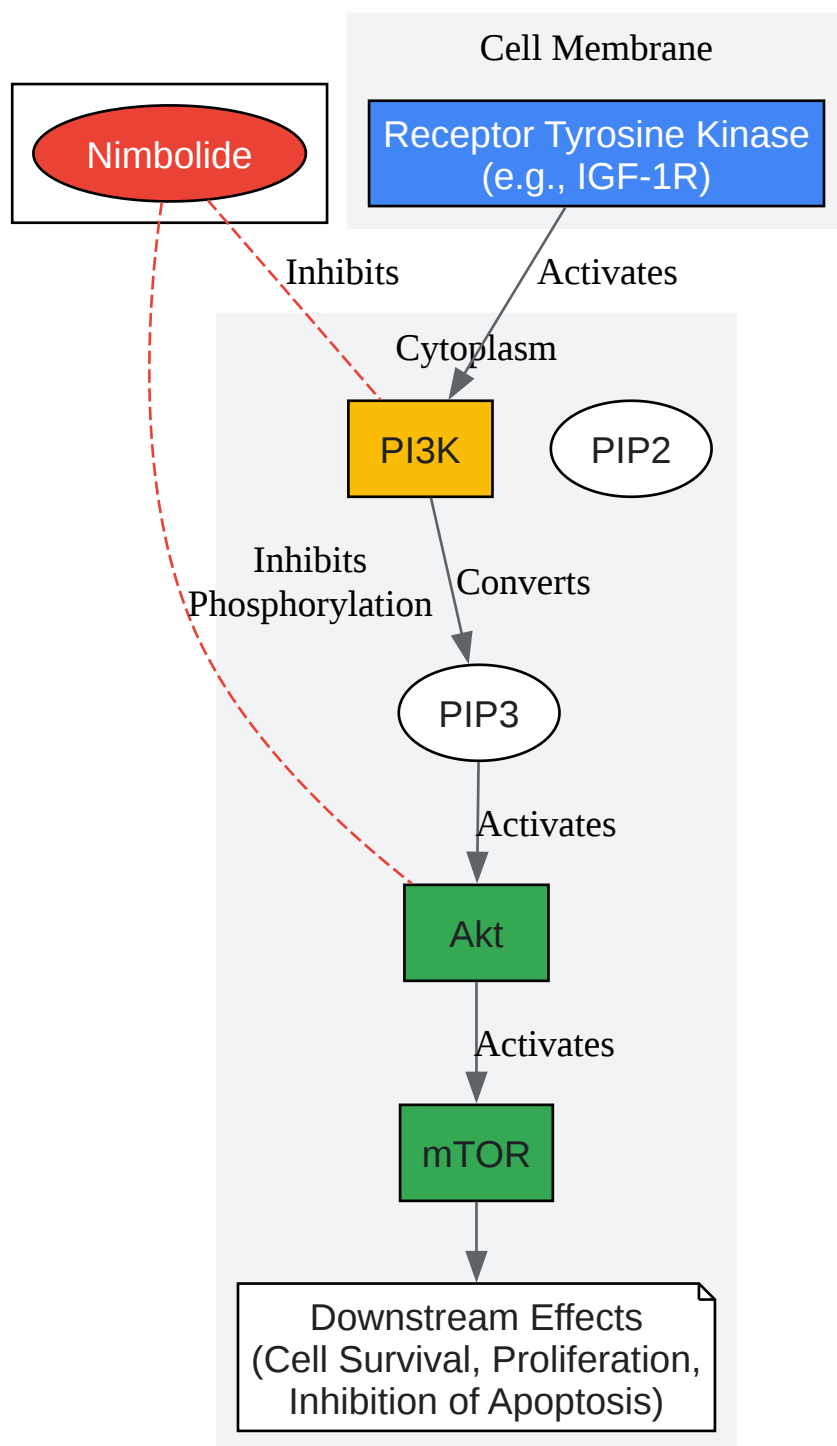 Cell Membrane
Nimbolide
Receptor Tyrosine Kinase
(e.g., IGF-1R)
Inhibits
Activates
Cytoplasm
PI3K
PIP2
Inhibits
Phosphorylation
Converts
PIP3
Activates
Akt
Activates
mTOR
Downstream Effects
(Cell Survival, Proliferation,
Inhibition of Apoptosis)